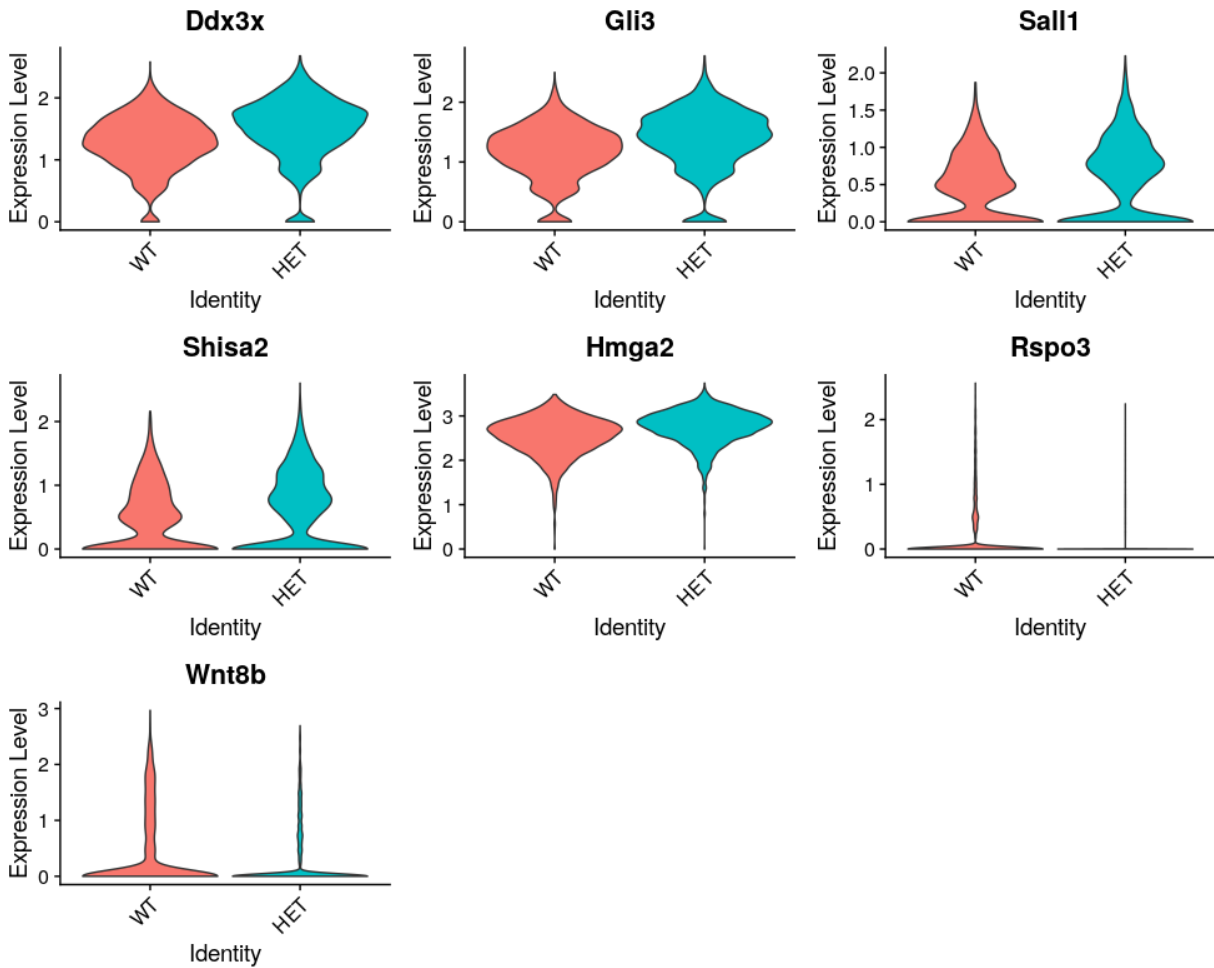 Ddx3x
Gli3
Sall1
Expression Level
2
1
0
WT
HET
Identity
Expression Level
2
1
0
WT
HET
Identity
Expression Level
2.0
1.5
1.0
0.5
0.0
WT
HET
Identity
Shisa2
Hmga2
Rspo3
Expression Level
2
1
0
WT
HET
Identity
Expression Level
3
2
1
0
WT
HET
Identity
Expression Level
2
1
0
WT
HET
Identity
Wnt8b
Expression Level
3
2
1
0
WT
HET
Identity